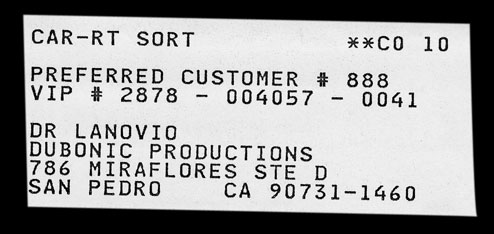 CAR-RT SORT **C0 10
PREFERRED CUSTOMER # 888
VIP # 2878 - 004057 - 0041
DR LANOVIO
DUBONIC PRODUCTIONS
786 MIRAFLORES STE D
SAN PEDRO CA 90731-1460